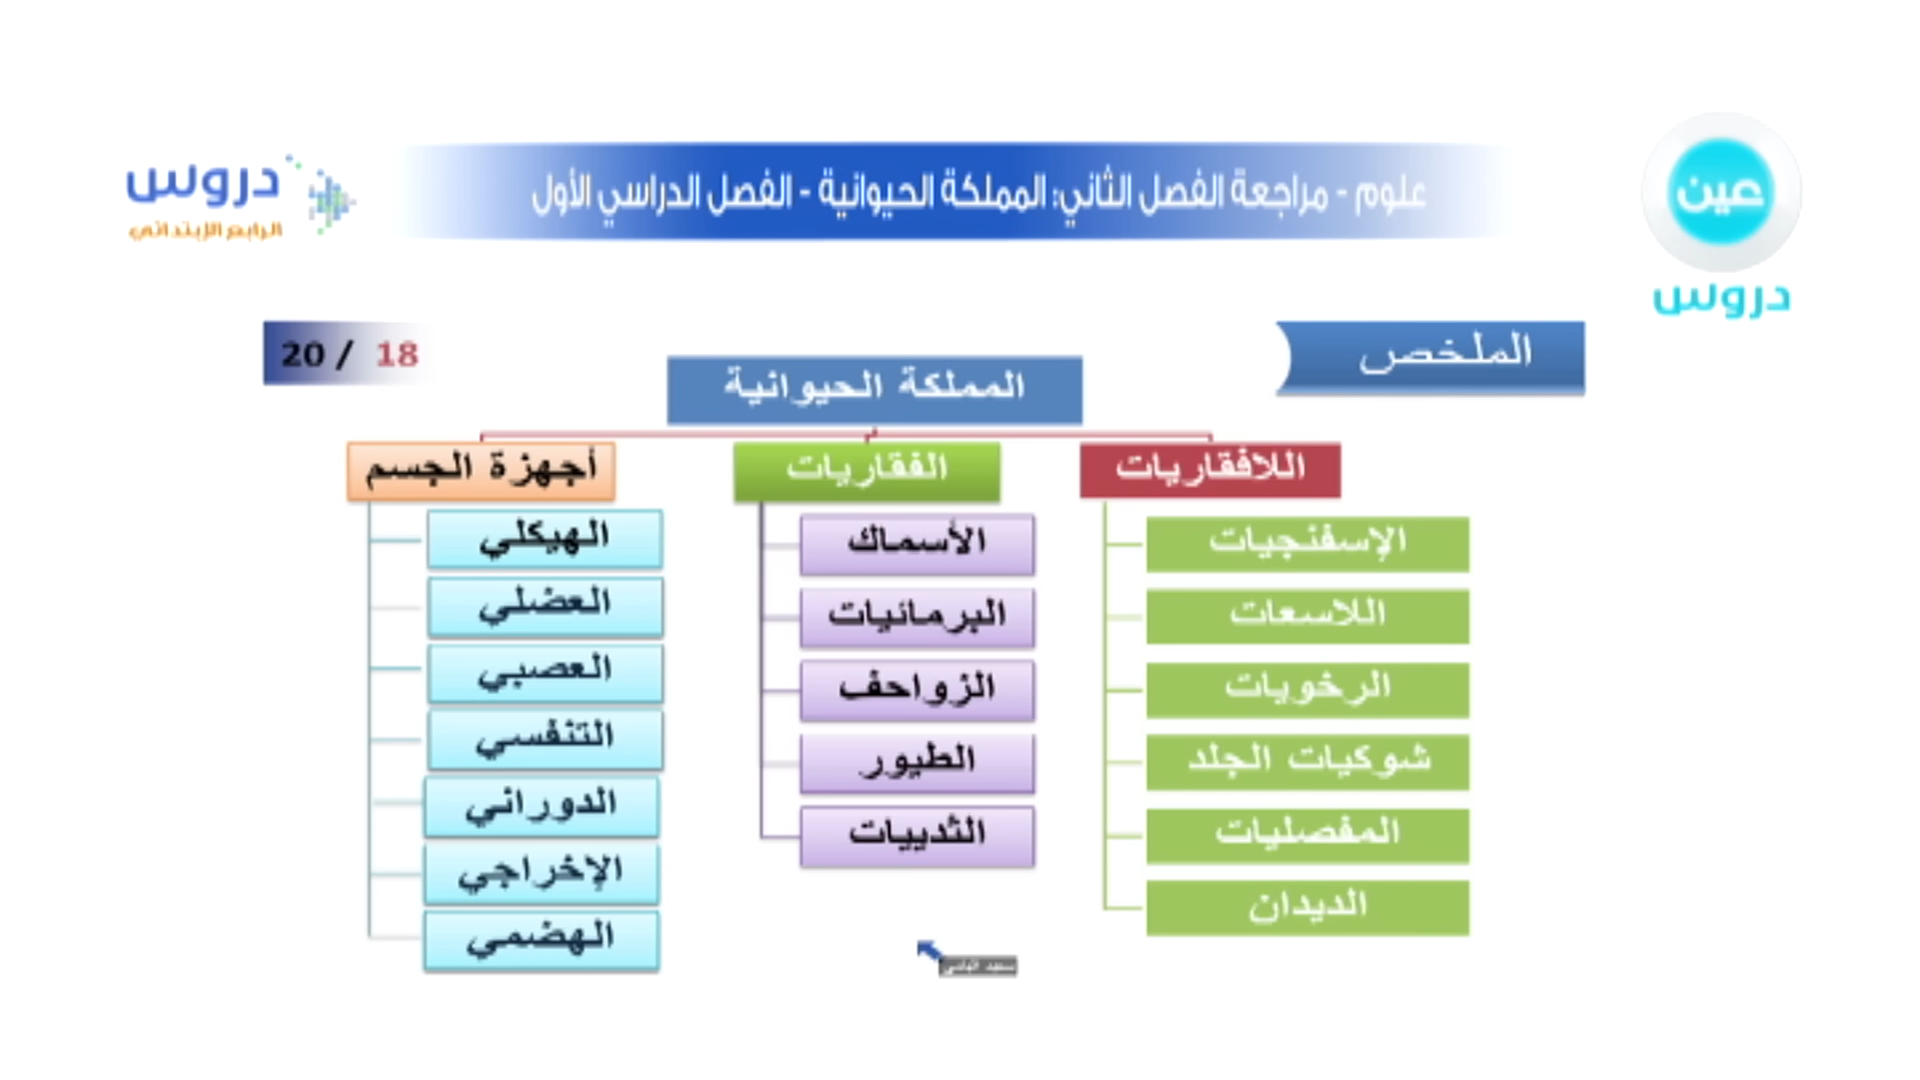 علوم - مراجعة الفصل الثاني: المملكة الحيوانية - الفصل الدراسي الأول
عين
دروس
دروس
الرابع الإبتدائي
الملخص
20 / 18
المملكة الحيوانية
اللافقاريات
الإسفنجيات
اللاسعات
الرخويات
شوكيات الجلد
المفصليات
الديدان
الفقاريات
الأسماك
البرمائيات
الزواحف
الطيور
الثدييات
أجهزة الجسم
الهيكلي
العضلي
العصبي
التنفسي
الدوراني
الإخراجي
الهضمي